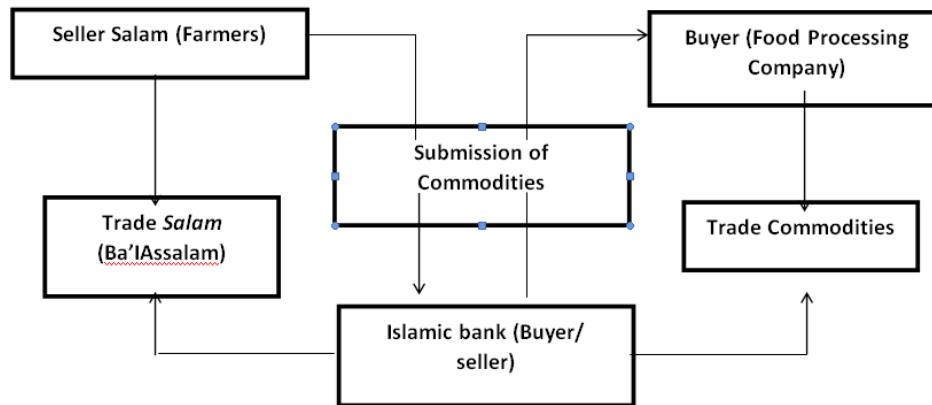 Seller Salam (Farmers)
Buyer (Food Processing
Company)
Submission of
Commodities
Trade Salam
(Ba'IAssalam)
Trade Commodities
Islamic bank (Buyer/
seller)